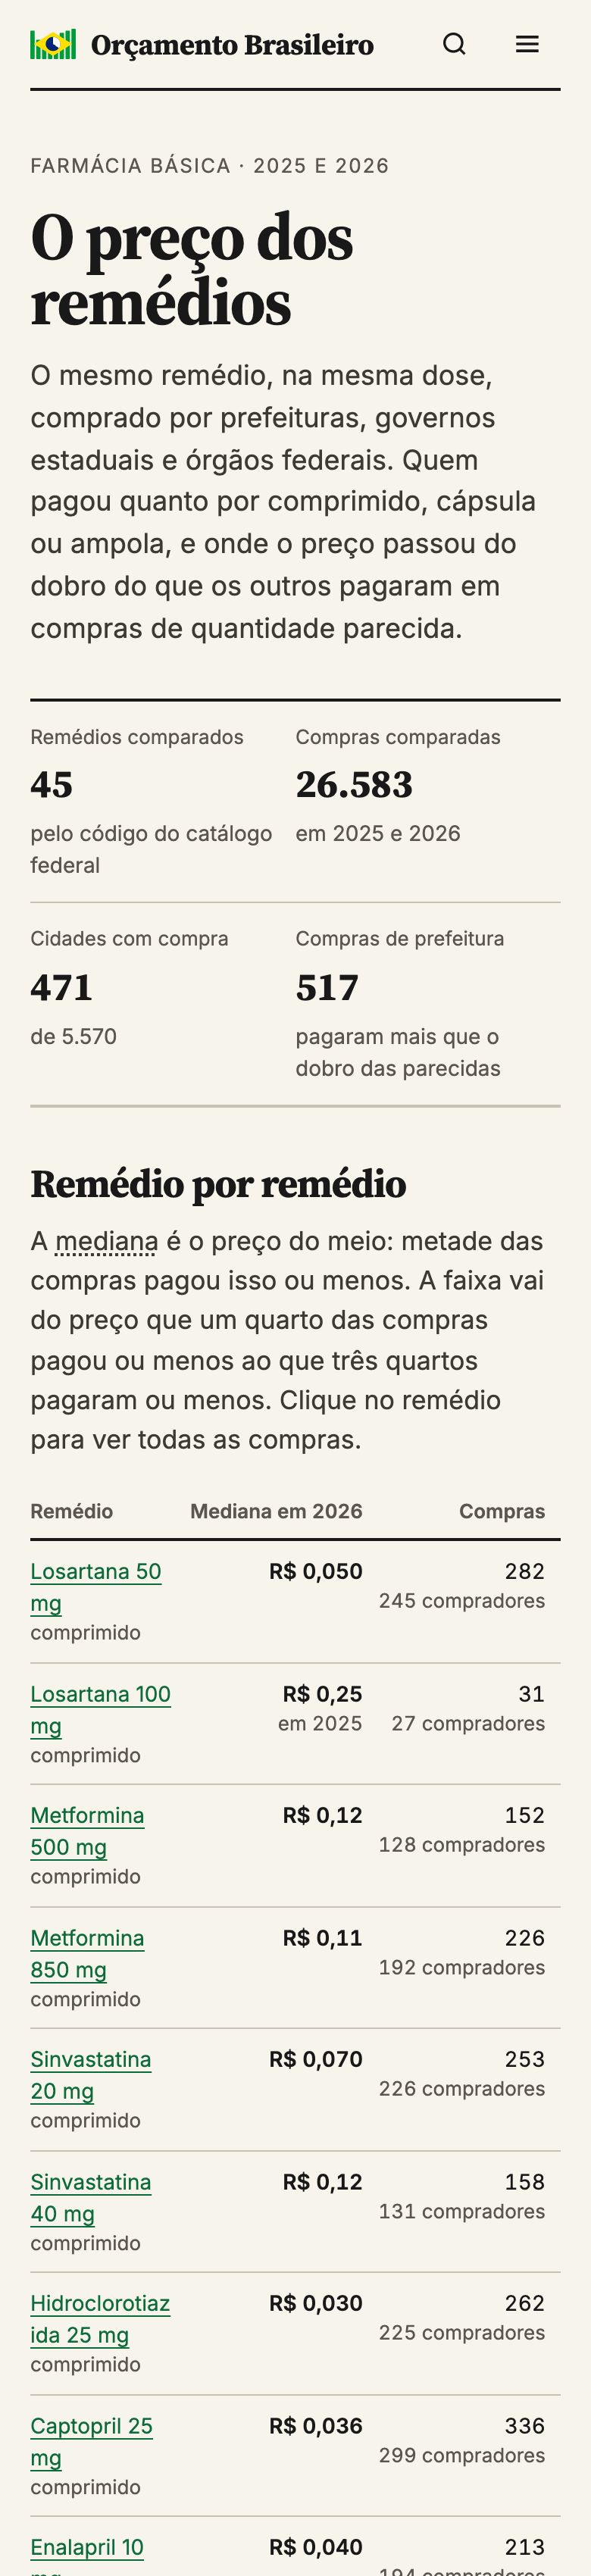 Orçamento Brasileiro
FARMÁCIA BÁSICA · 2025 E 2026
O preço dos
remédios
O mesmo remédio, na mesma dose,
comprado por prefeituras, governos
estaduais e órgãos federais. Quem
pagou quanto por comprimido, cápsula
ou ampola, e onde o preço passou do
dobro do que os outros pagaram em
compras de quantidade parecida.
Remédios comparados
45
pelo código do catálogo
federal
Compras comparadas
26.583
em 2025 e 2026
Cidades com compra
471
de 5.570
Compras de prefeitura
517
pagaram mais que o
dobro das parecidas
Remédio por remédio
A mediana é o preço do meio: metade das
compras pagou isso ou menos. A faixa vai
do preço que um quarto das compras
pagou ou menos ao que três quartos
pagaram ou menos. Clique no remédio
para ver todas as compras.
Remédio Mediana em 2026 Compras
Losartana 50 R$ 0,050 282
mg 245 compradores
comprimido
Losartana 100 R$ 0,25 31
mg em 2025 27 compradores
comprimido
Metformina R$ 0,12 152
500 mg 128 compradores
comprimido
Metformina R$ 0,11 226
850 mg 192 compradores
comprimido
Sinvastatina R$ 0,070 253
20 mg 226 compradores
comprimido
Sinvastatina R$ 0,12 158
40 mg 131 compradores
comprimido
Hidroclorotiaz R$ 0,030 262
ida 25 mg 225 compradores
comprimido
Captopril 25 R$ 0,036 336
mg 299 compradores
comprimido
Enalapril 10 R$ 0,040 213